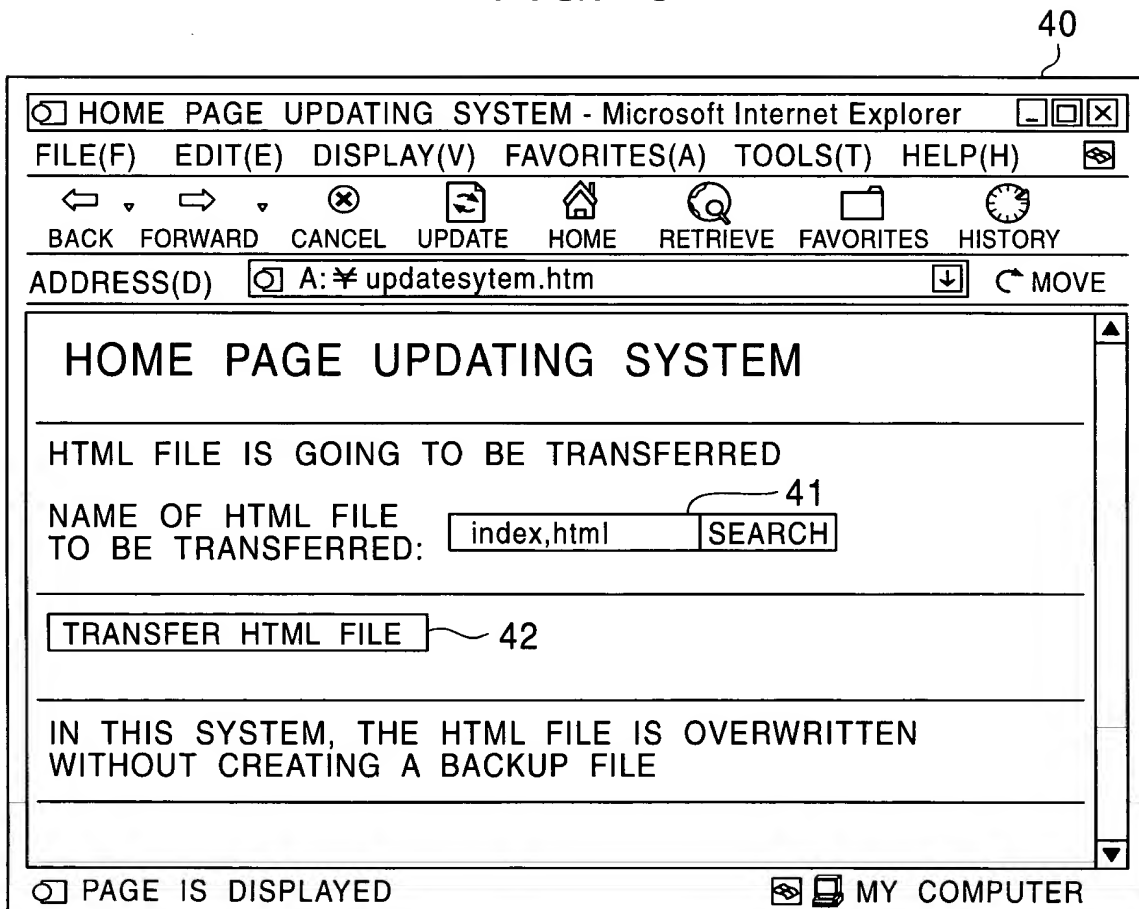 40
HOME PAGE UPDATING SYSTEM - Microsoft Internet Explorer
FILE(F) EDIT(E) DISPLAY(V) FAVORITES(A) TOOLS(T) HELP(H)
BACK FORWARD CANCEL UPDATE HOME RETRIEVE FAVORITES HISTORY
ADDRESS(D) A:¥ updatesytem.htm MOVE
HOME PAGE UPDATING SYSTEM
HTML FILE IS GOING TO BE TRANSFERRED
41
NAME OF HTML FILE
TO BE TRANSFERRED: index,html SEARCH
TRANSFER HTML FILE 42
IN THIS SYSTEM, THE HTML FILE IS OVERWRITTEN
WITHOUT CREATING A BACKUP FILE
PAGE IS DISPLAYED MY COMPUTER